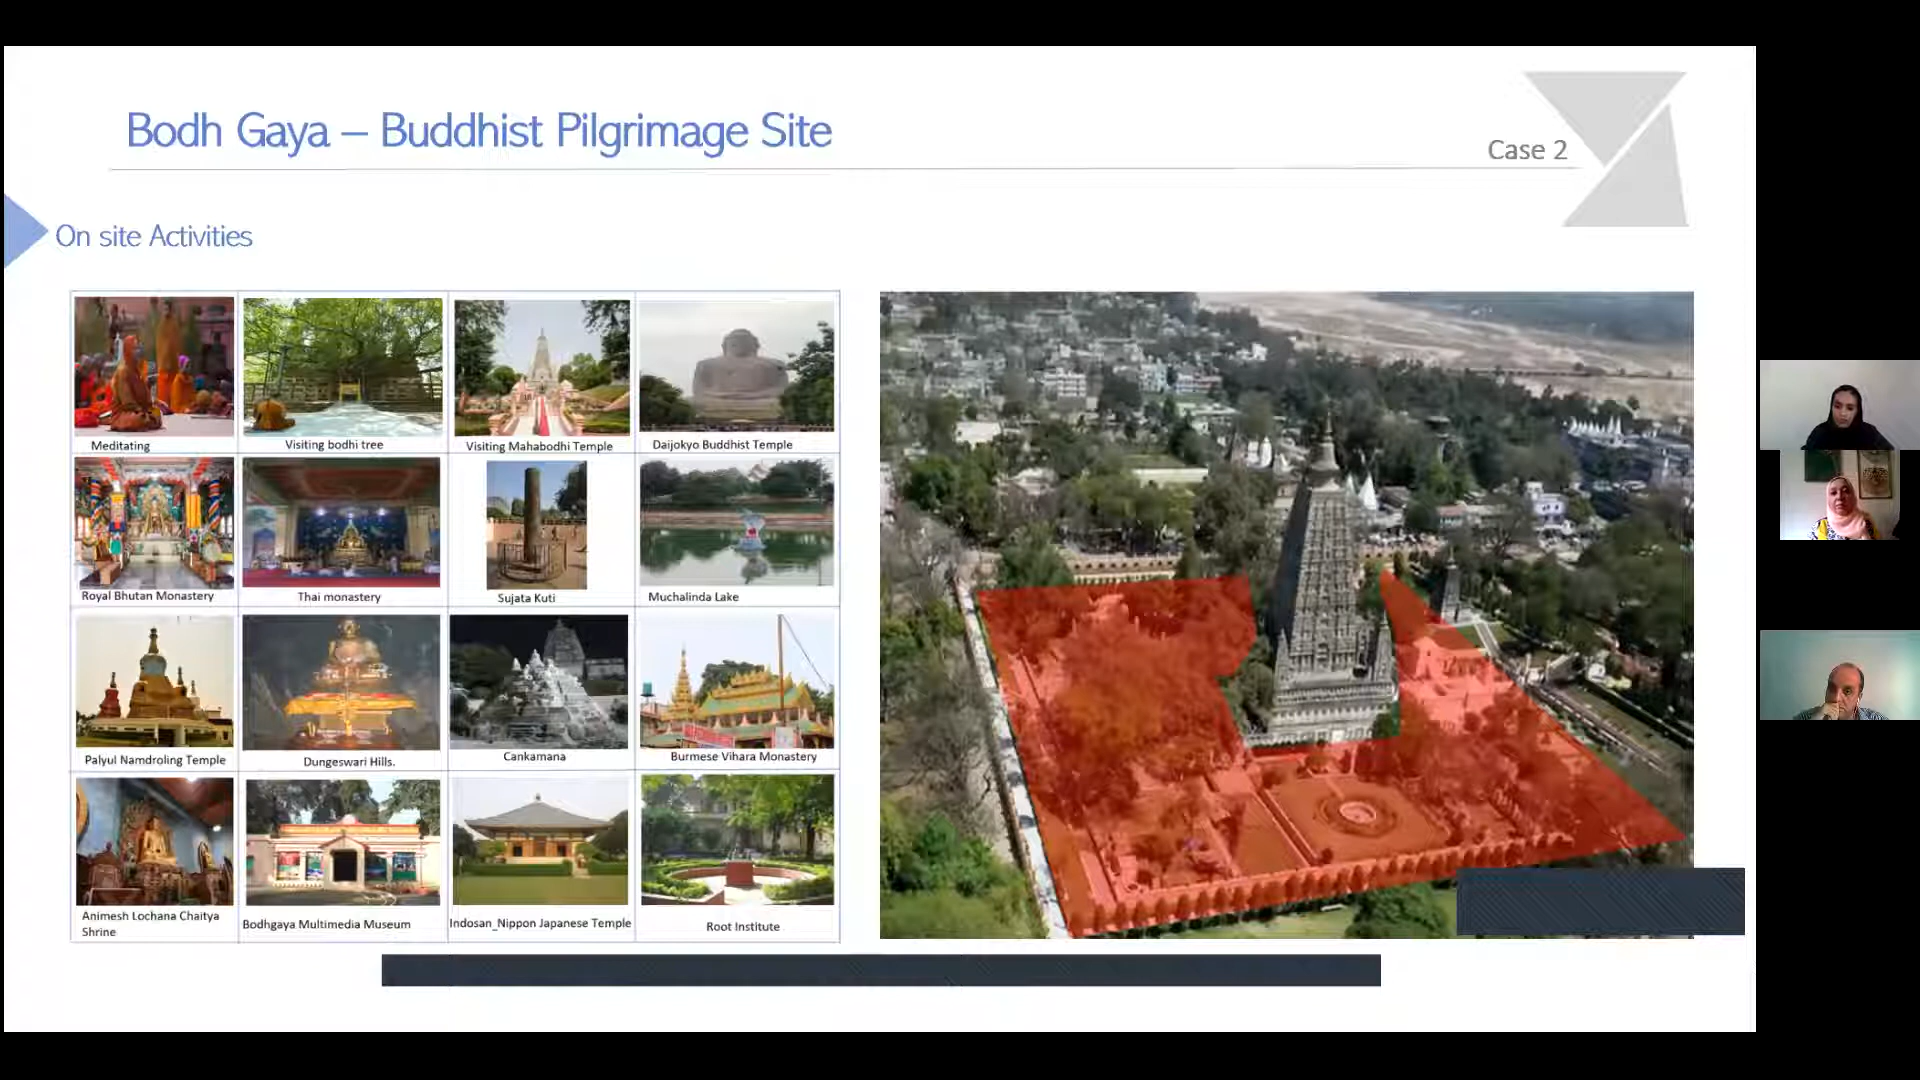 Bodh Gaya – Buddhist Pilgrimage Site
Case 2
On site Activities
Meditating
Visiting bodhi tree
Visiting Mahabodhi Temple
Daijokyo Buddhist Temple
Royal Bhutan Monastery
Thai monastery
Sujata Kuti
Muchalinda Lake
Palyul Namdroling Temple
Dungeswari Hills.
Cankamana
Burmese Vihara Monastery
Animesh Lochana Chaitya
Shrine
Bodhgaya Multimedia Museum
Indosan_Nippon Japanese Temple
Root Institute